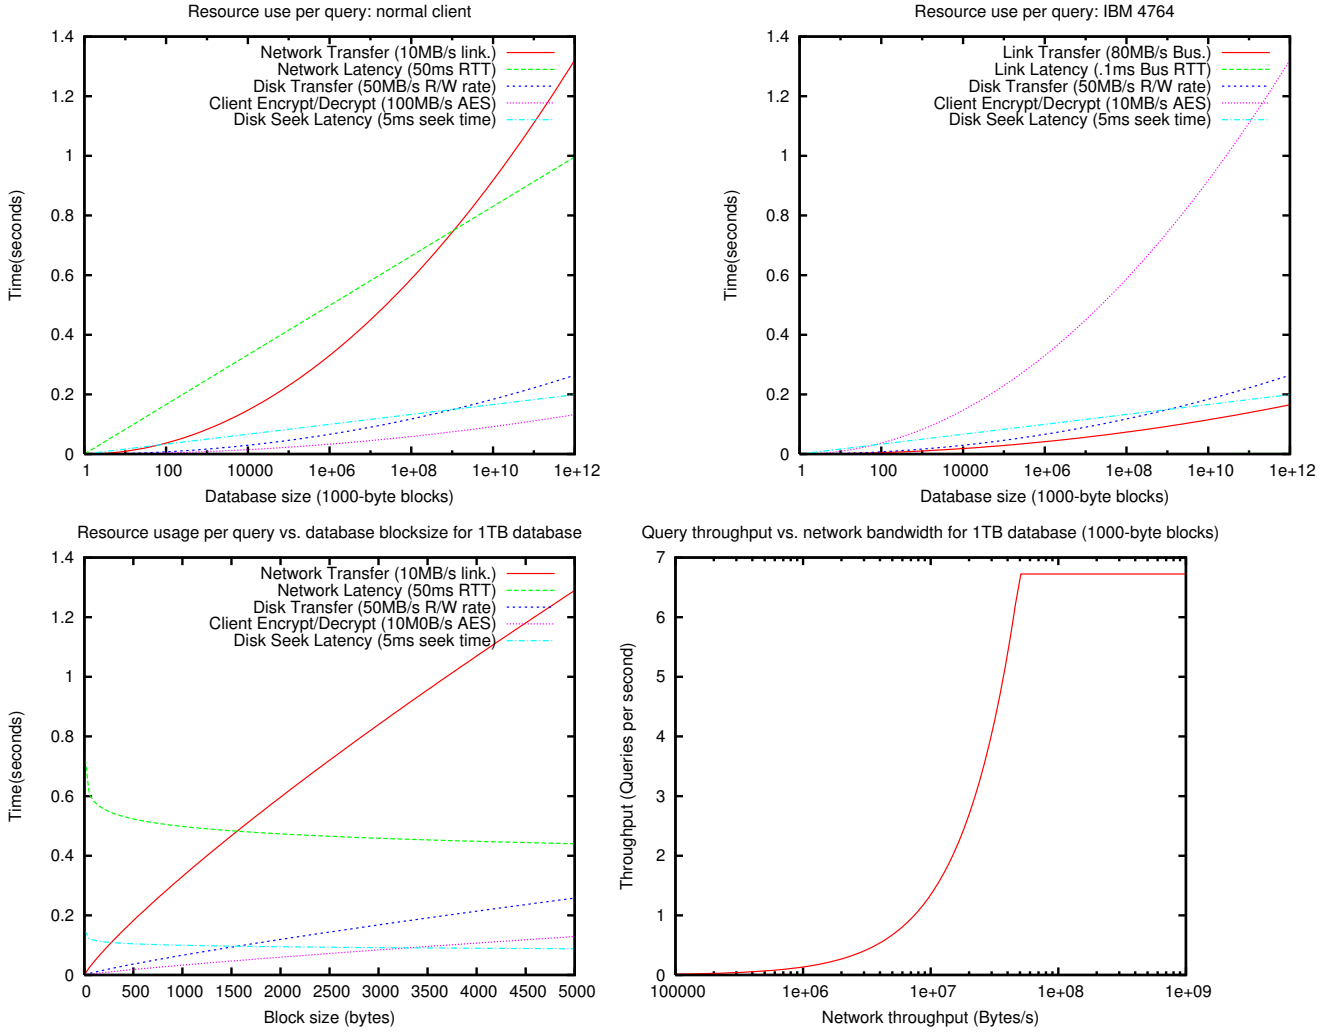 Resource use per query: normal client
1.4
1.2
1
0.8
0.6
0.4
0.2
0
Time(seconds)
Network Transfer (10MB/s link.)
Network Latency (50ms RTT)
Disk Transfer (50MB/s R/W rate)
Client Encrypt/Decrypt (100MB/s AES)
Disk Seek Latency (5ms seek time)
1 100 10000 1e+06 1e+08 1e+10 1e+12
Database size (1000-byte blocks)
Resource use per query: IBM 4764
1.4
1.2
1
0.8
0.6
0.4
0.2
0
Time(seconds)
Link Transfer (80MB/s Bus.)
Link Latency (.1ms Bus RTT)
Disk Transfer (50MB/s R/W rate)
Client Encrypt/Decrypt (10MB/s AES)
Disk Seek Latency (5ms seek time)
1 100 10000 1e+06 1e+08 1e+10 1e+12
Database size (1000-byte blocks)
Resource usage per query vs. database blocksize for 1TB database
1.4
1.2
1
0.8
0.6
0.4
0.2
0
Time(seconds)
Network Transfer (10MB/s link.)
Network Latency (50ms RTT)
Disk Transfer (50MB/s R/W rate)
Client Encrypt/Decrypt (10M0B/s AES)
Disk Seek Latency (5ms seek time)
0 500 1000 1500 2000 2500 3000 3500 4000 4500 5000
Block size (bytes)
Query throughput vs. network bandwidth for 1TB database (1000-byte blocks)
7
6
5
4
3
2
1
0
Throughput (Queries per second)
100000 1e+06 1e+07 1e+08 1e+09
Network throughput (Bytes/s)